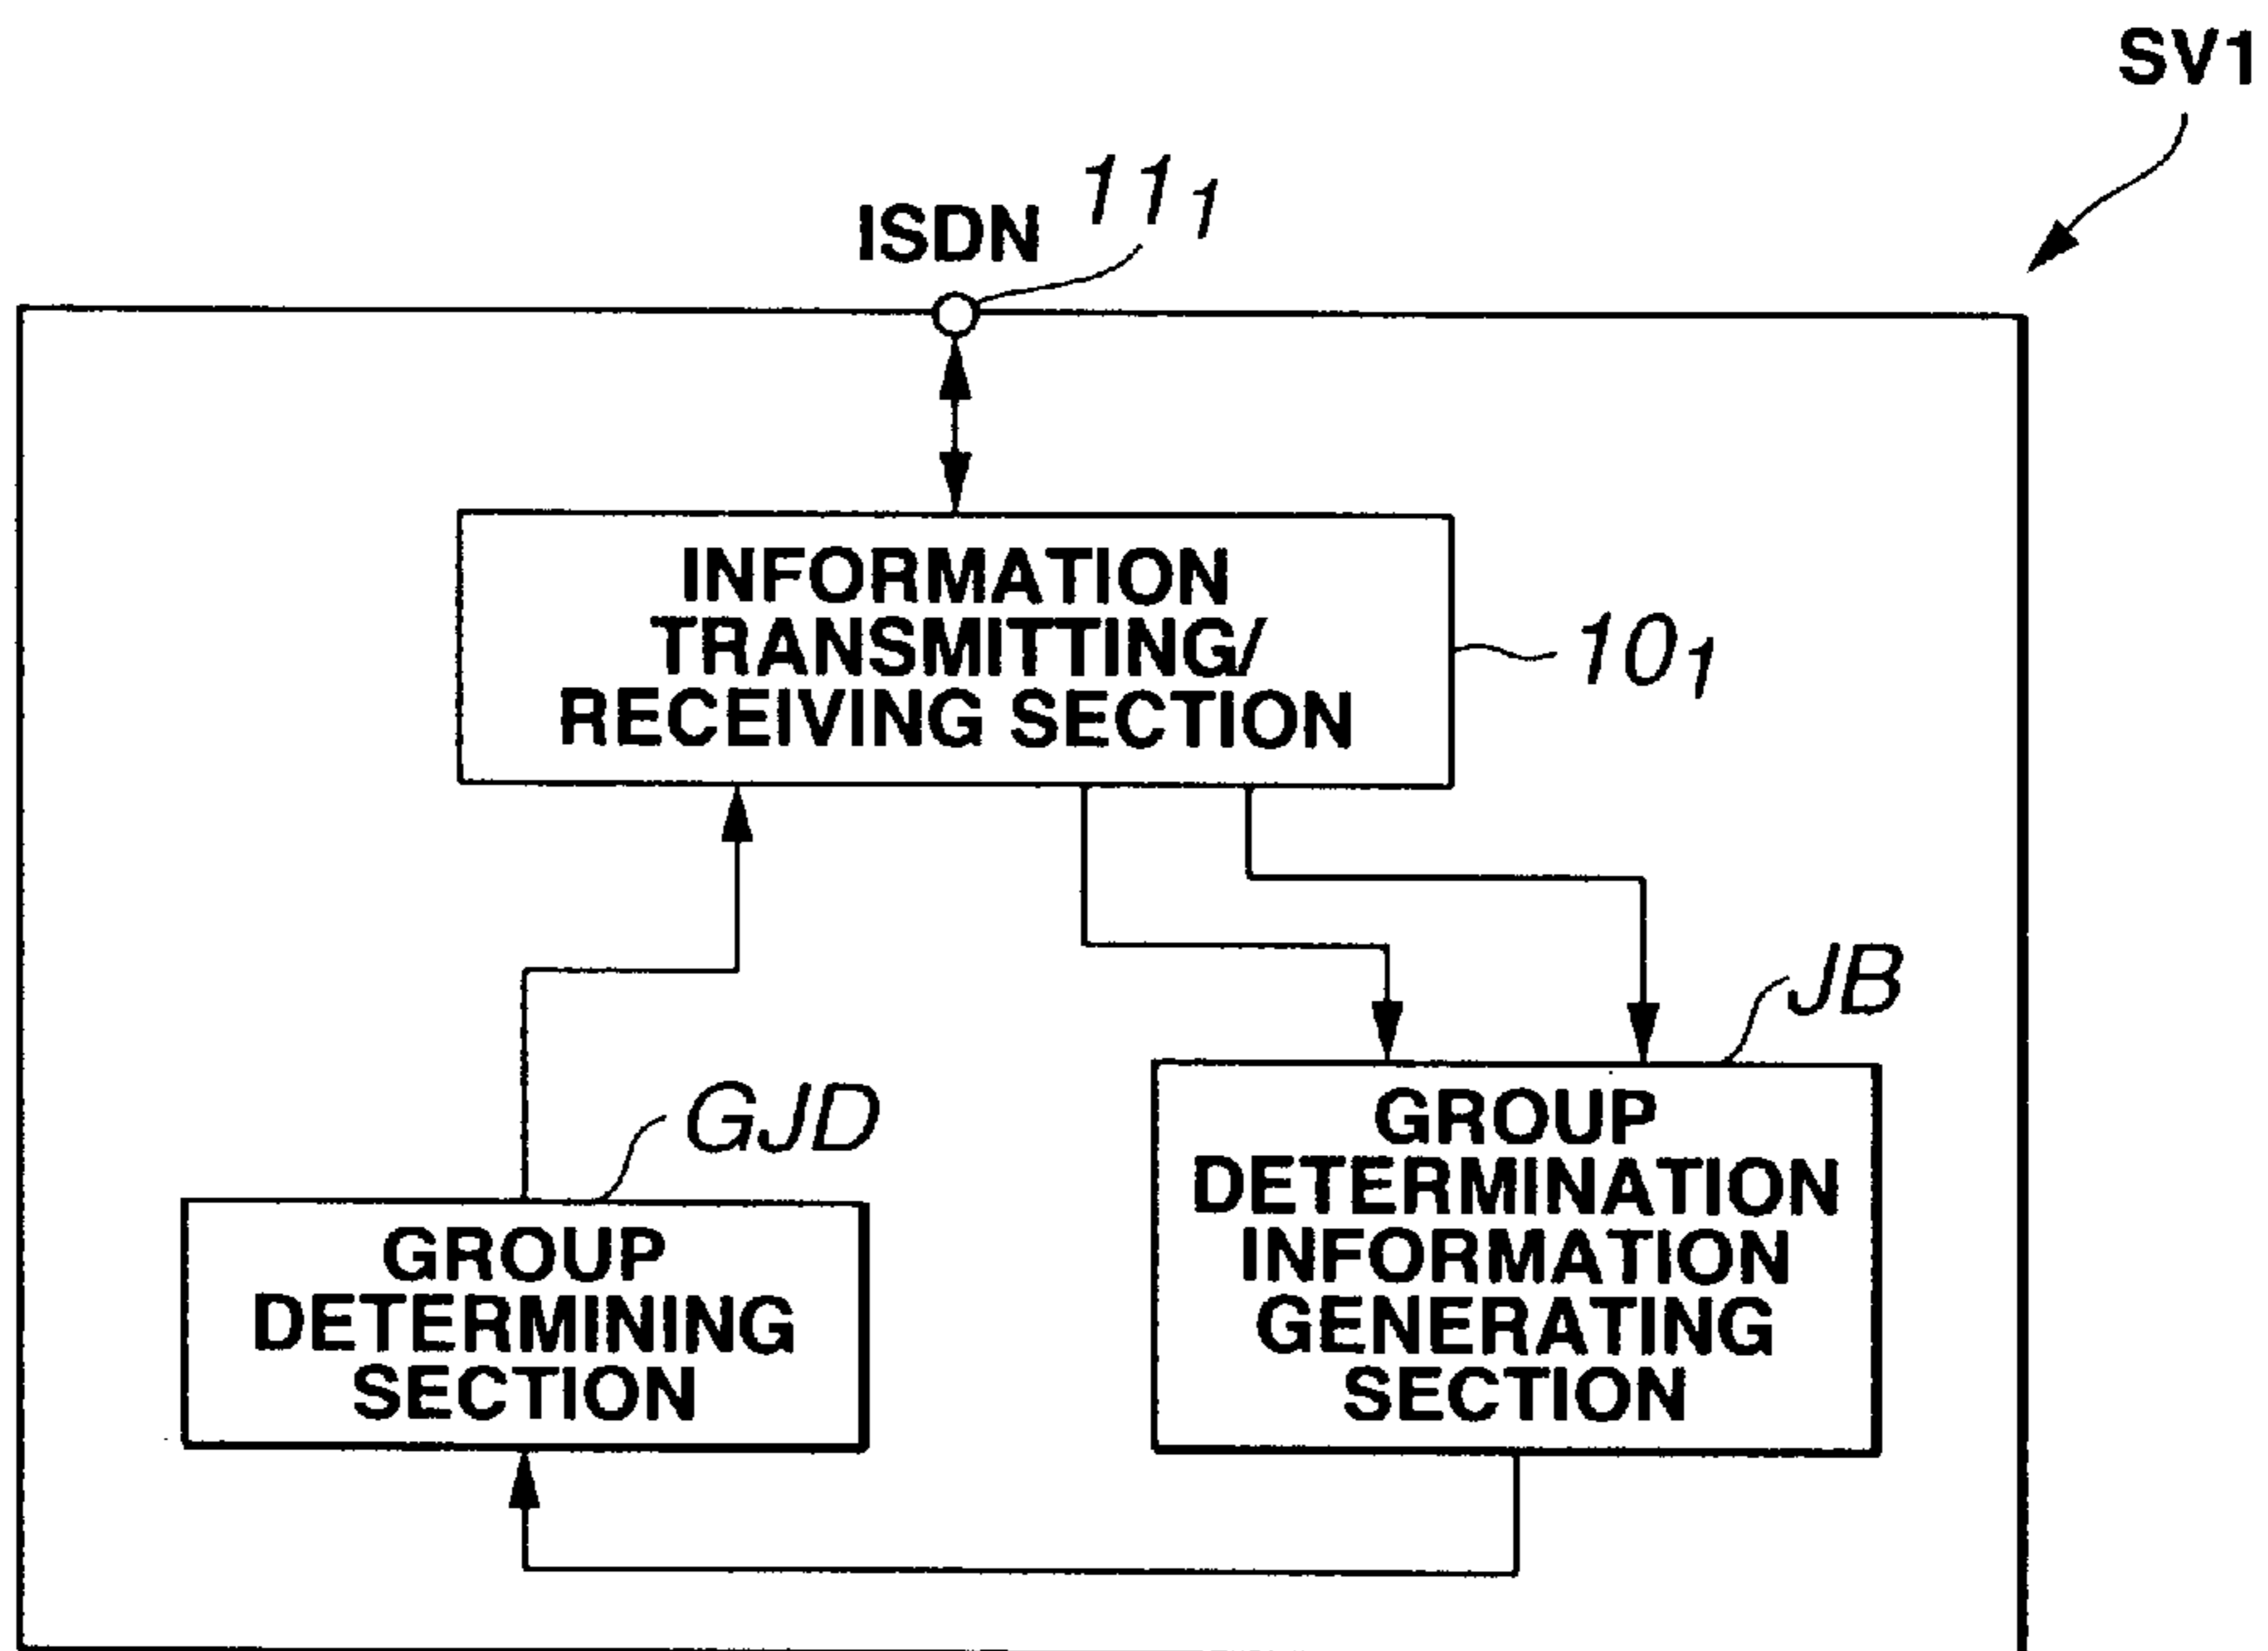 SV1
ISDN
11₁
INFORMATION
TRANSMITTING/
RECEIVING SECTION
10₁
JB
GJD
GROUP
DETERMINATION
INFORMATION
GENERATING
SECTION
GROUP
DETERMINING
SECTION